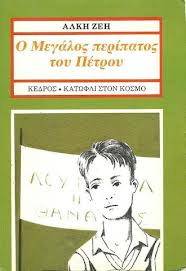 ΑΛΚΗ ΖΕΗ
Ο Μεγάλος περίπατος
του Πέτρου
ΚΕΔΡΟΣ • ΚΑΤΩΦΛΙ ΣΤΟΝ ΚΟΣΜΟ